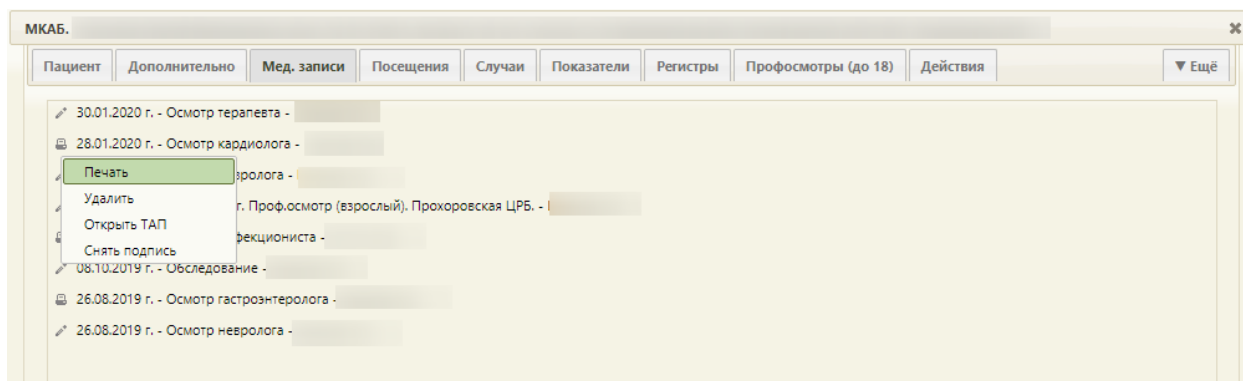 МКАБ.
Пациент Дополнительно Мед. записи Посещения Случаи Показатели Регистры Профосмотры (до 18) Действия ▼ Ещё
30.01.2020 г. - Осмотр терапевта -
28.01.2020 г. - Осмотр кардиолога -
Печать
Удалить г. Проф.осмотр (взрослый). Прохоровская ЦРБ. -
Открыть ТАП
Снять подпись
08.10.2019 г. - Обследование -
26.08.2019 г. - Осмотр гастроэнтеролога -
26.08.2019 г. - Осмотр невролога -